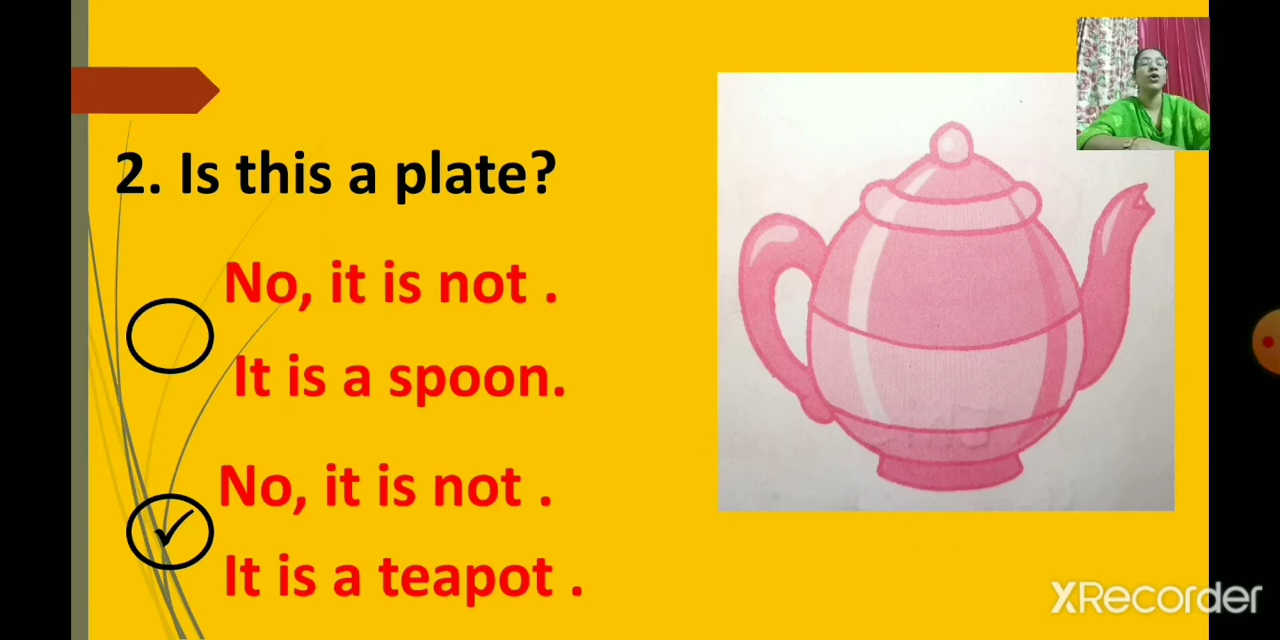 2. Is this a plate?
No, it is not .
It is a spoon.
No, it is not .
It is a teapot .
XRecorder